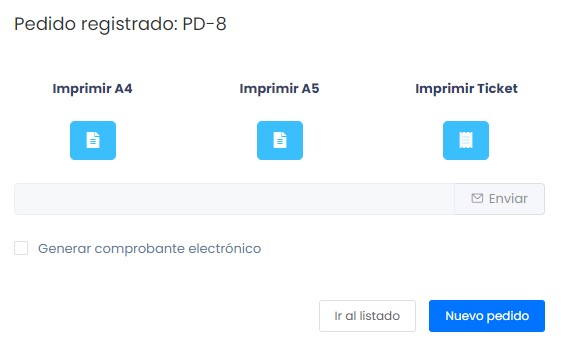 Pedido registrado: PD-8
Imprimir A4 Imprimir A5 Imprimir Ticket
Enviar
Generar comprobante electrónico
Ir al listado Nuevo pedido